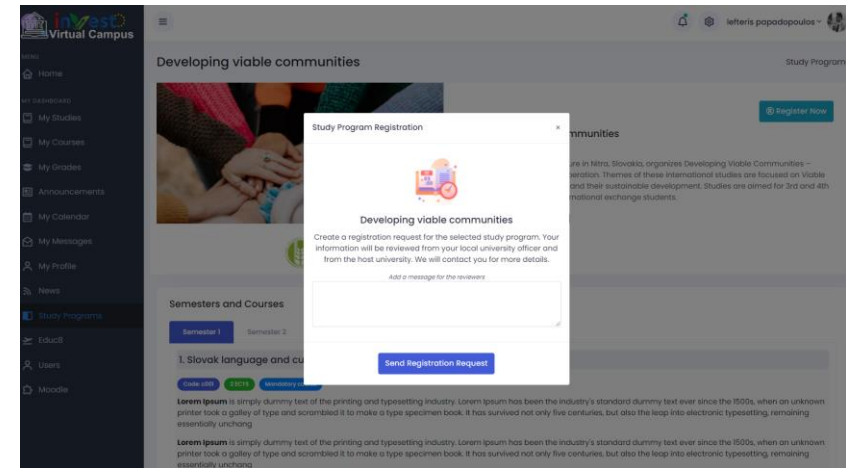 invest
Virtual Campus
lefteris papadopoulos
MENU
Home
MY DASHBOARD
My Studies
My Courses
My Grades
Announcements
My Calendar
My Messages
My Profile
News
Study Programs
Educ8
Users
Moodle
Developing viable communities
Study Program
Register Now
mmunities
ure in Nitra, Slovakia, organizes Developing Viable Communities –
peration. Themes of these international studies are focused on Viable
and their sustainable development. Studies are aimed for 3rd and 4th
rnational exchange students.
Study Program Registration
×
Developing viable communities
Create a registration request for the selected study program. Your
information will be reviewed from your local university officer and
from the host university. We will contact you for more details.
Add a message for the reviewers
Send Registration Request
Semesters and Courses
Semester 1
Semester 2
1. Slovak language and cu
Mandatory
Lorem Ipsum is simply dummy text of the printing and typesetting industry. Lorem Ipsum has been the industry's standard dummy text ever since the 1500s, when an unknown
printer took a galley of type and scrambled it to make a type specimen book. It has survived not only five centuries, but also the leap into electronic typesetting, remaining
essentially unchang
Lorem Ipsum is simply dummy text of the printing and typesetting industry. Lorem Ipsum has been the industry's standard dummy text ever since the 1500s, when an unknown
printer took a galley of type and scrambled it to make a type specimen book. It has survived not only five centuries, but also the leap into electronic typesetting, remaining
essentially unchang